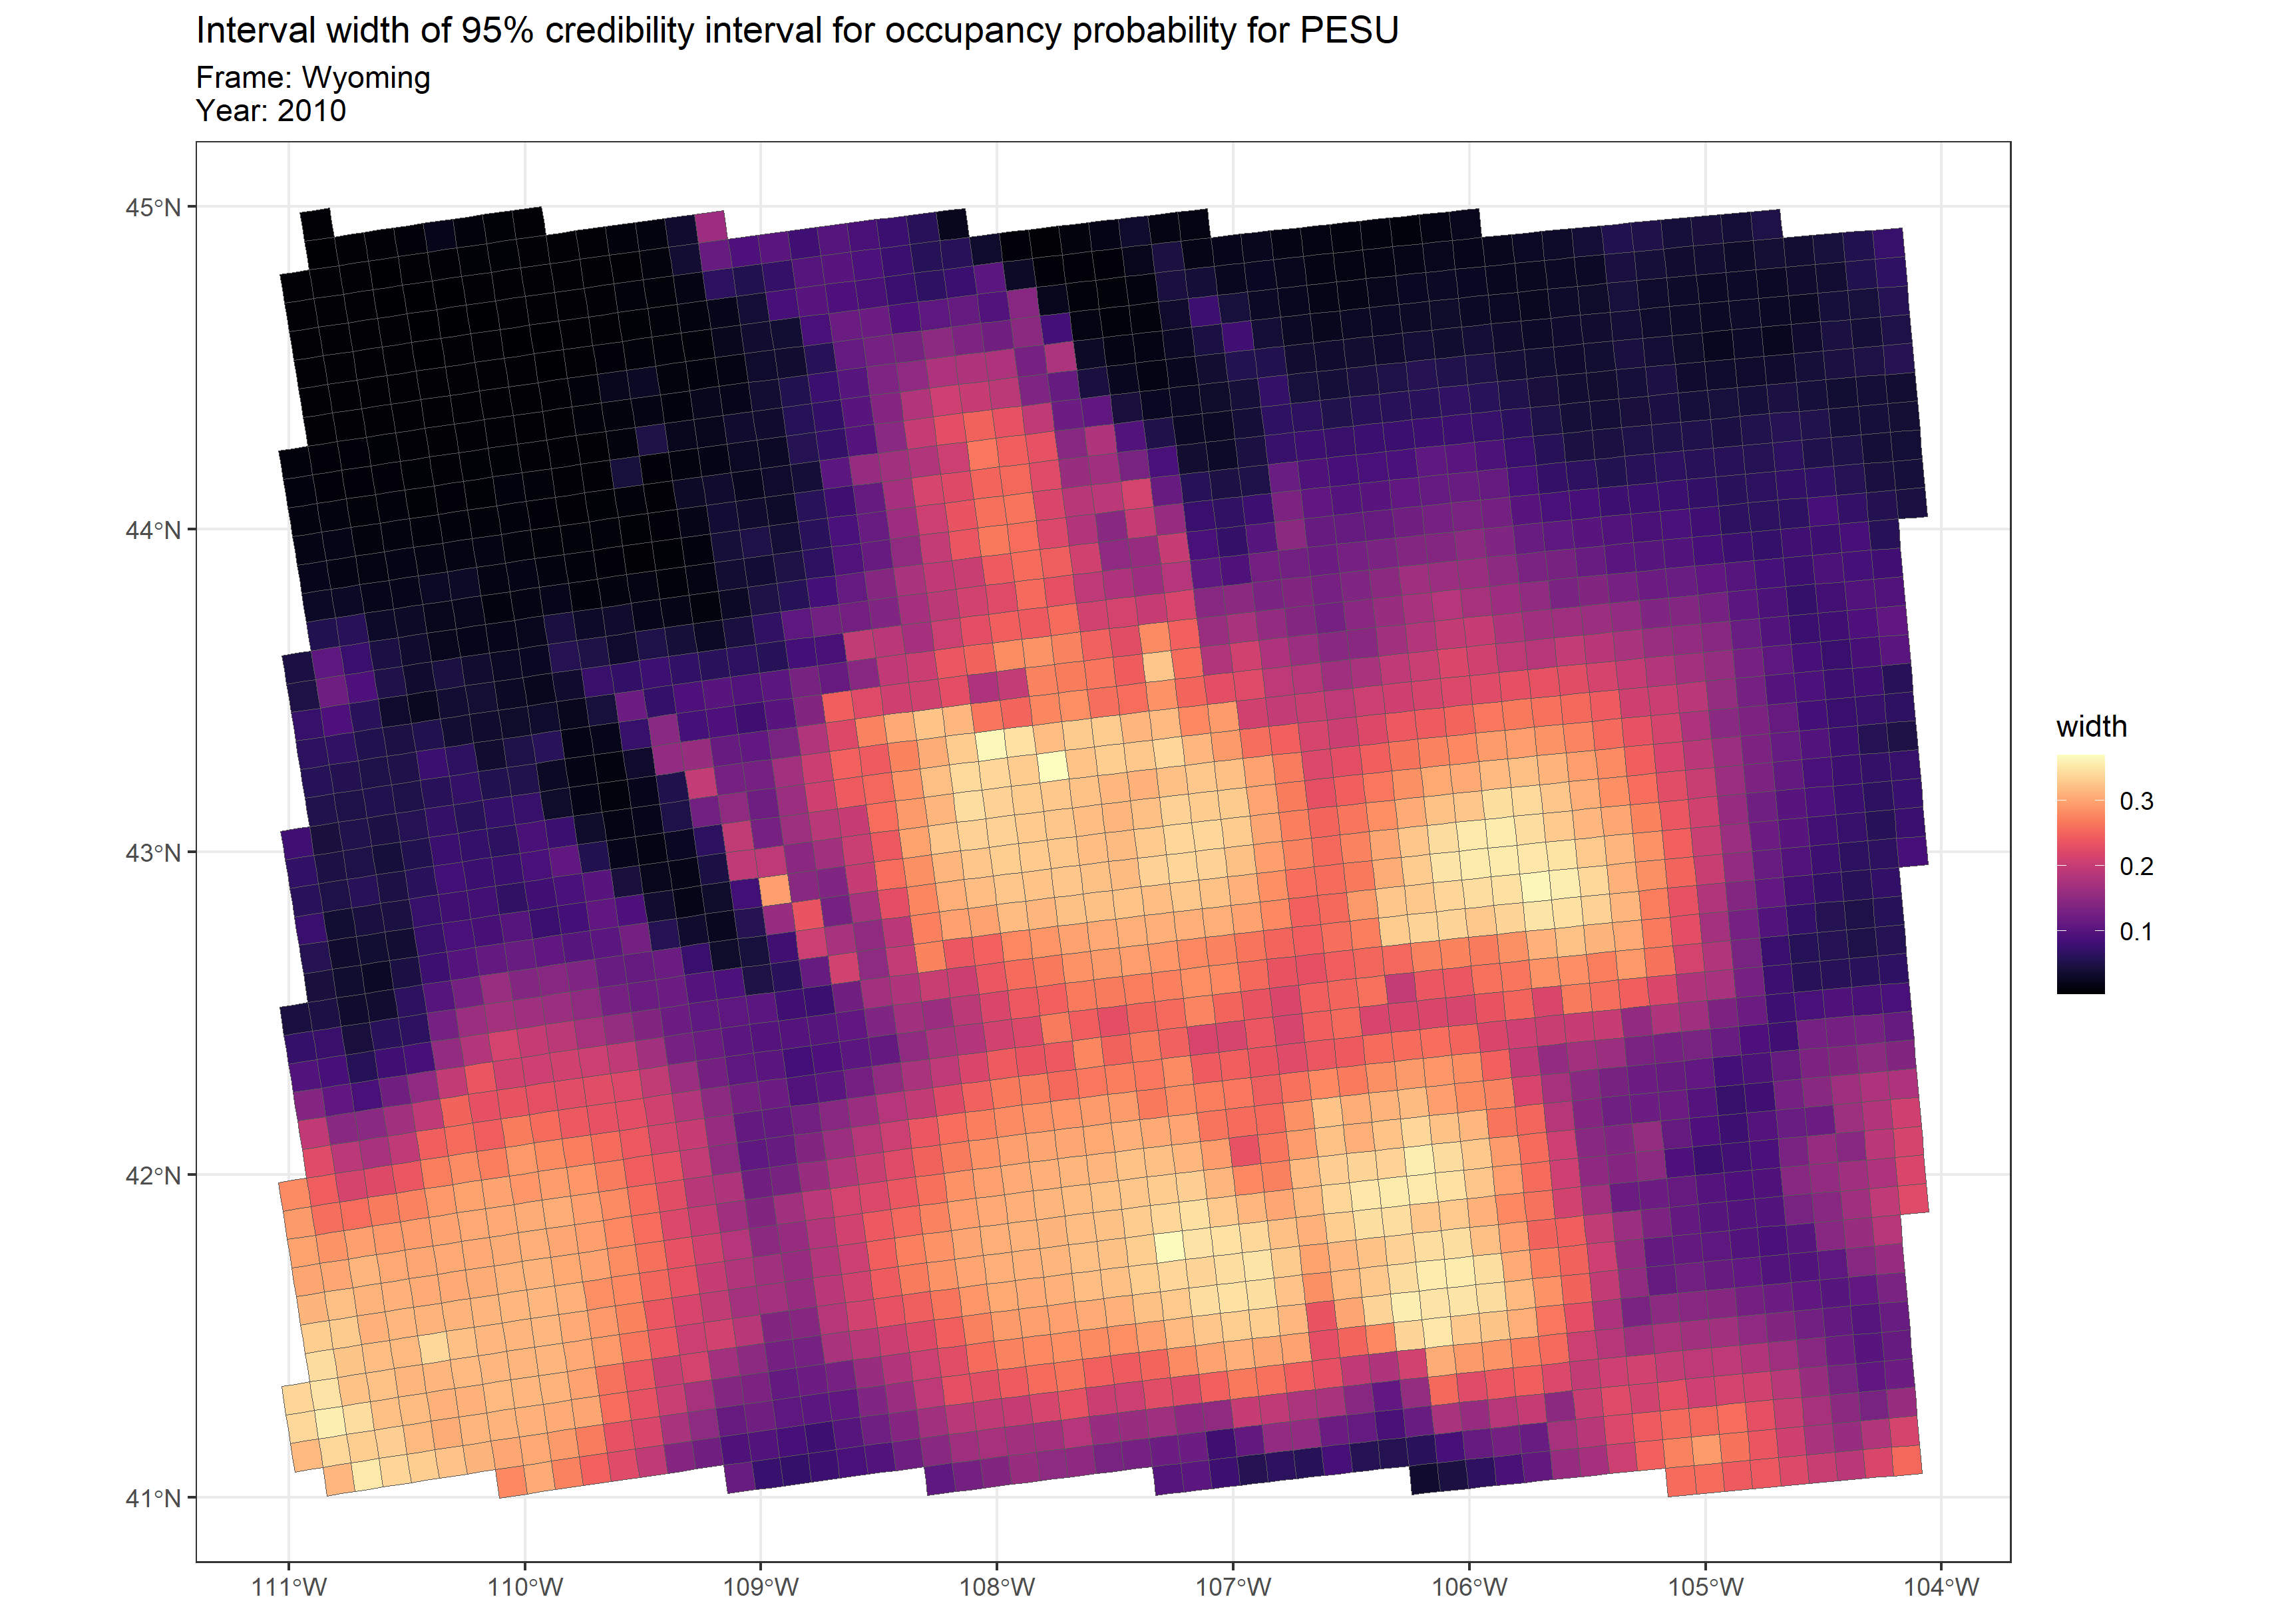 Interval width of 95% credibility interval for occupancy probability for PESU
Frame: Wyoming
Year: 2010
45°N
44°N
43°N
42°N
41°N
111°W
110°W
109°W
108°W
107°W
106°W
105°W
104°W
width
0.3
0.2
0.1